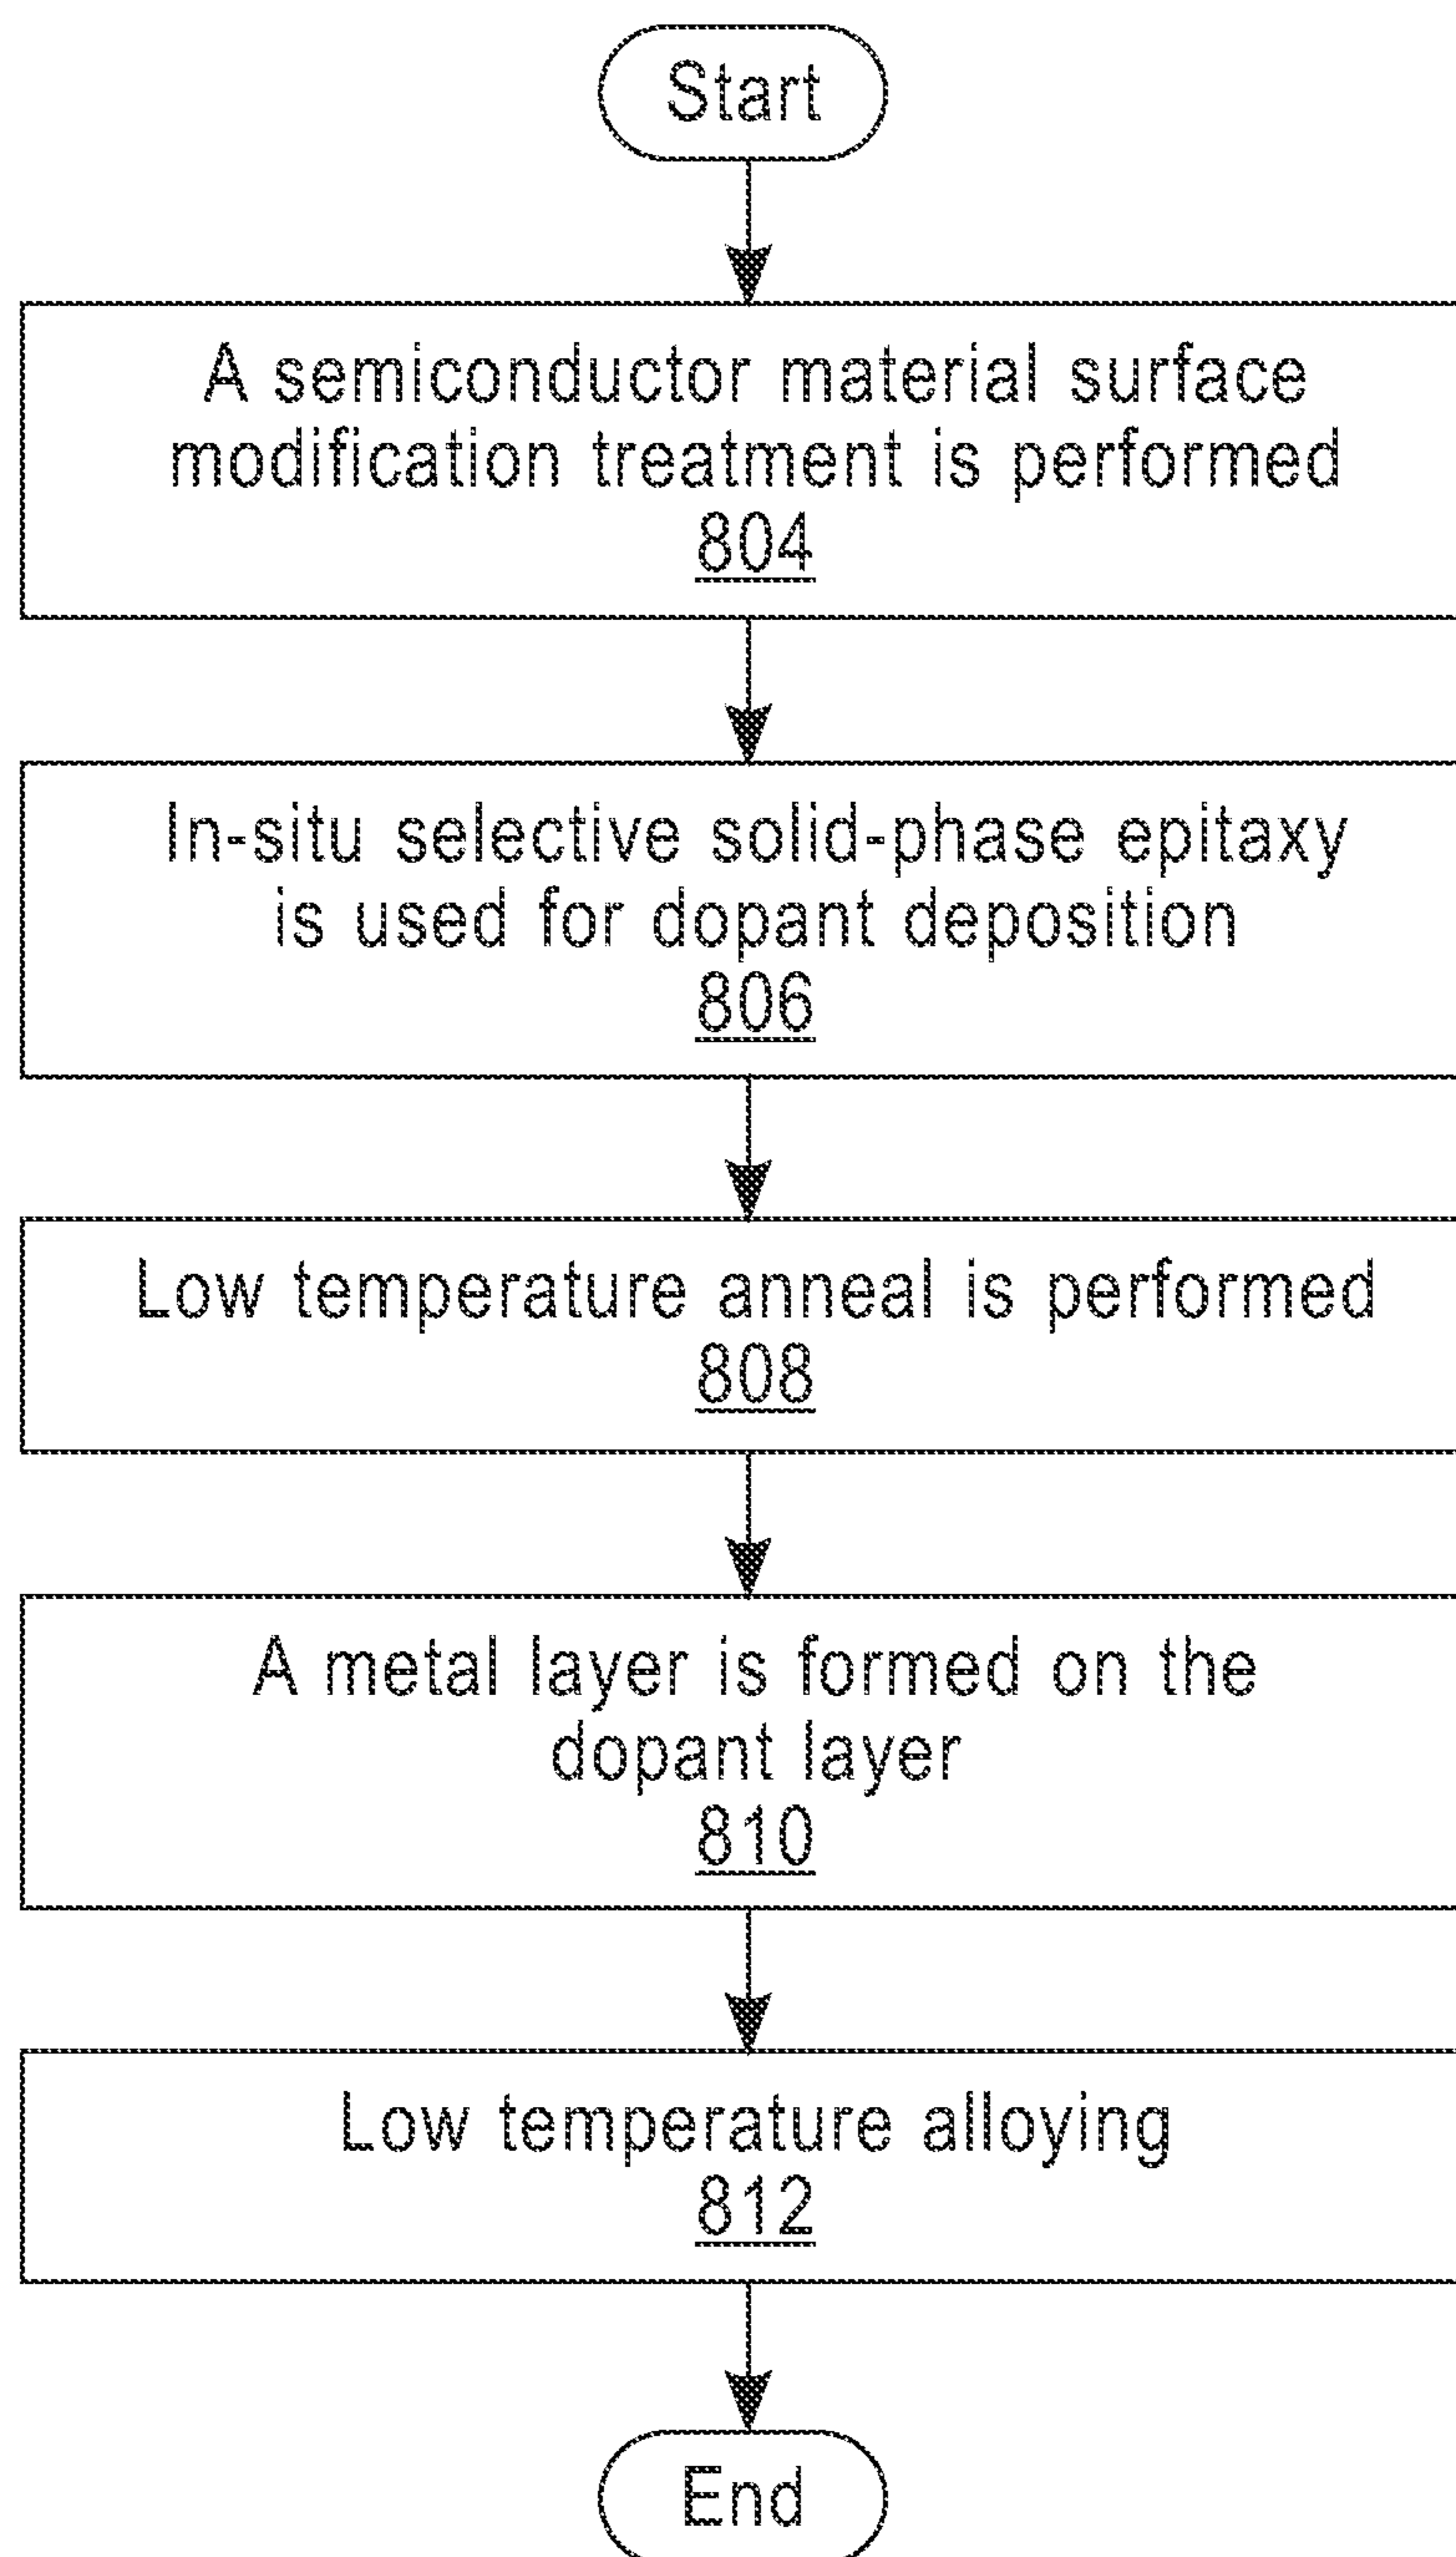 Start
A semiconductor material surface
modification treatment is performed
804
In-situ selective solid-phase epitaxy
is used for dopant deposition
806
Low temperature anneal is performed
808
A metal layer is formed on the
dopant layer
810
Low temperature alloying
812
End